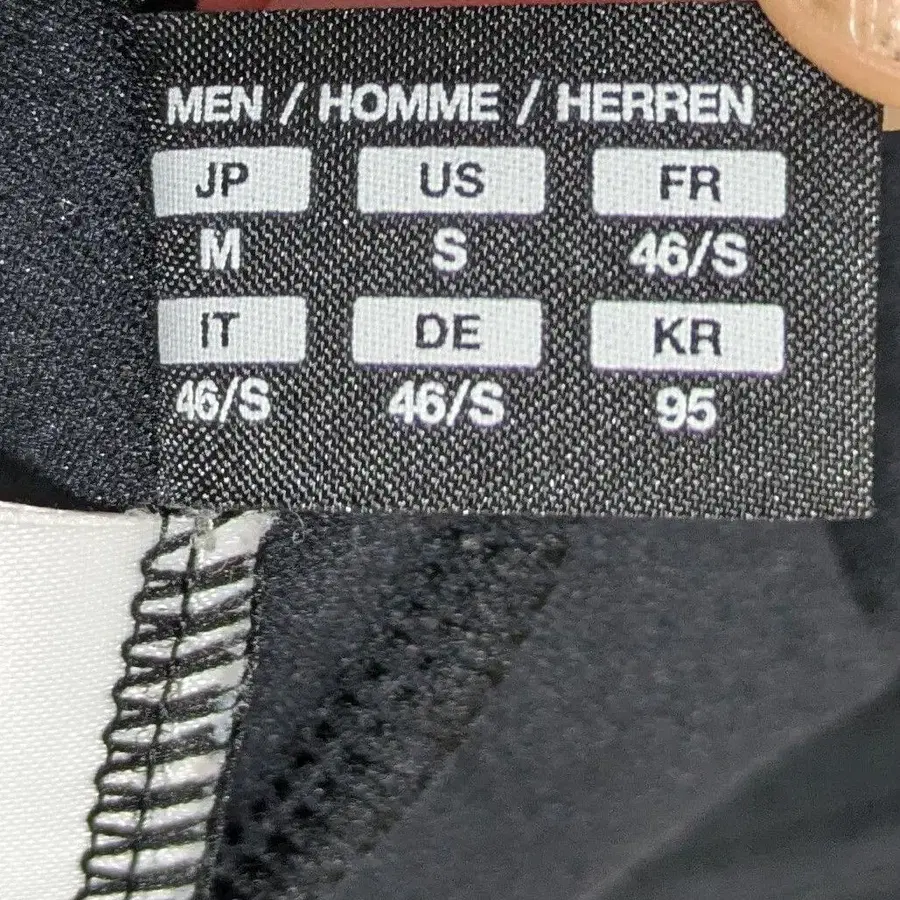 MEN / HOMME / HERREN
JP US FR
M S 46/S
IT DE KR
46/S 46/S 95